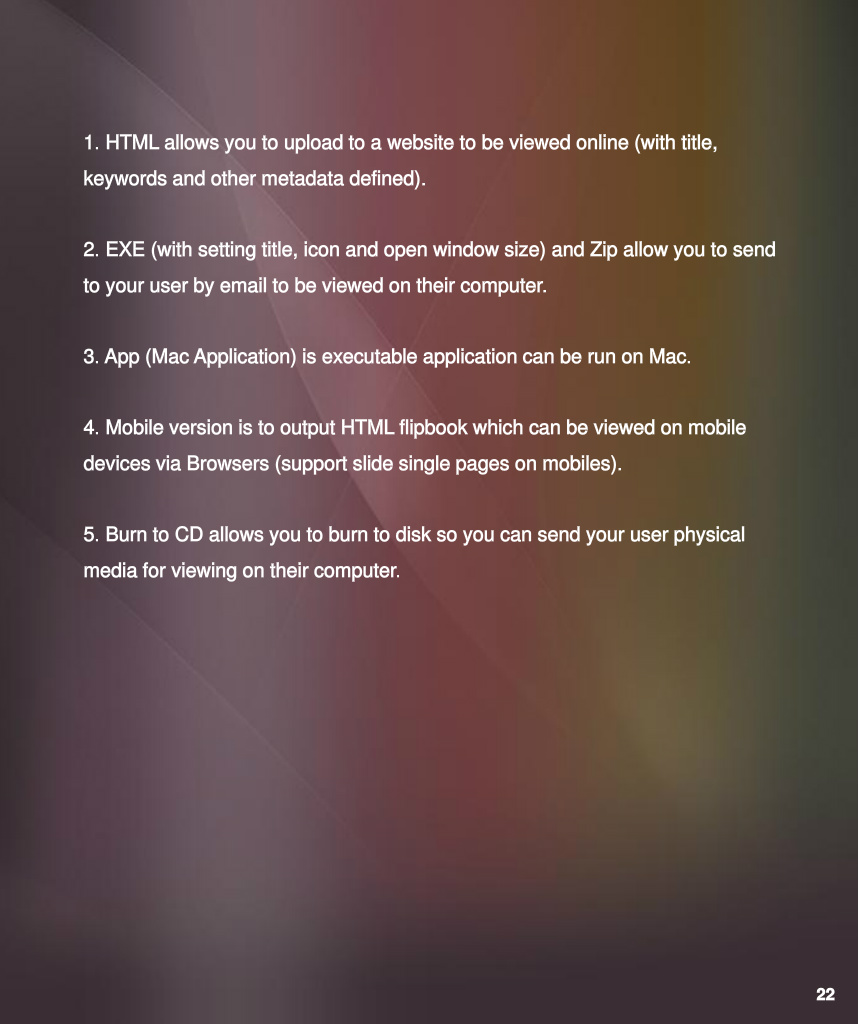 1. HTML allows you to upload to a website to be viewed online (with title,
keywords and other metadata defined).
2. EXE (with setting title, icon and open window size) and Zip allow you to send
to your user by email to be viewed on their computer.
3. App (Mac Application) is executable application can be run on Mac.
4. Mobile version is to output HTML flipbook which can be viewed on mobile
devices via Browsers (support slide single pages on mobiles).
5. Burn to CD allows you to burn to disk so you can send your user physical
media for viewing on their computer.
22